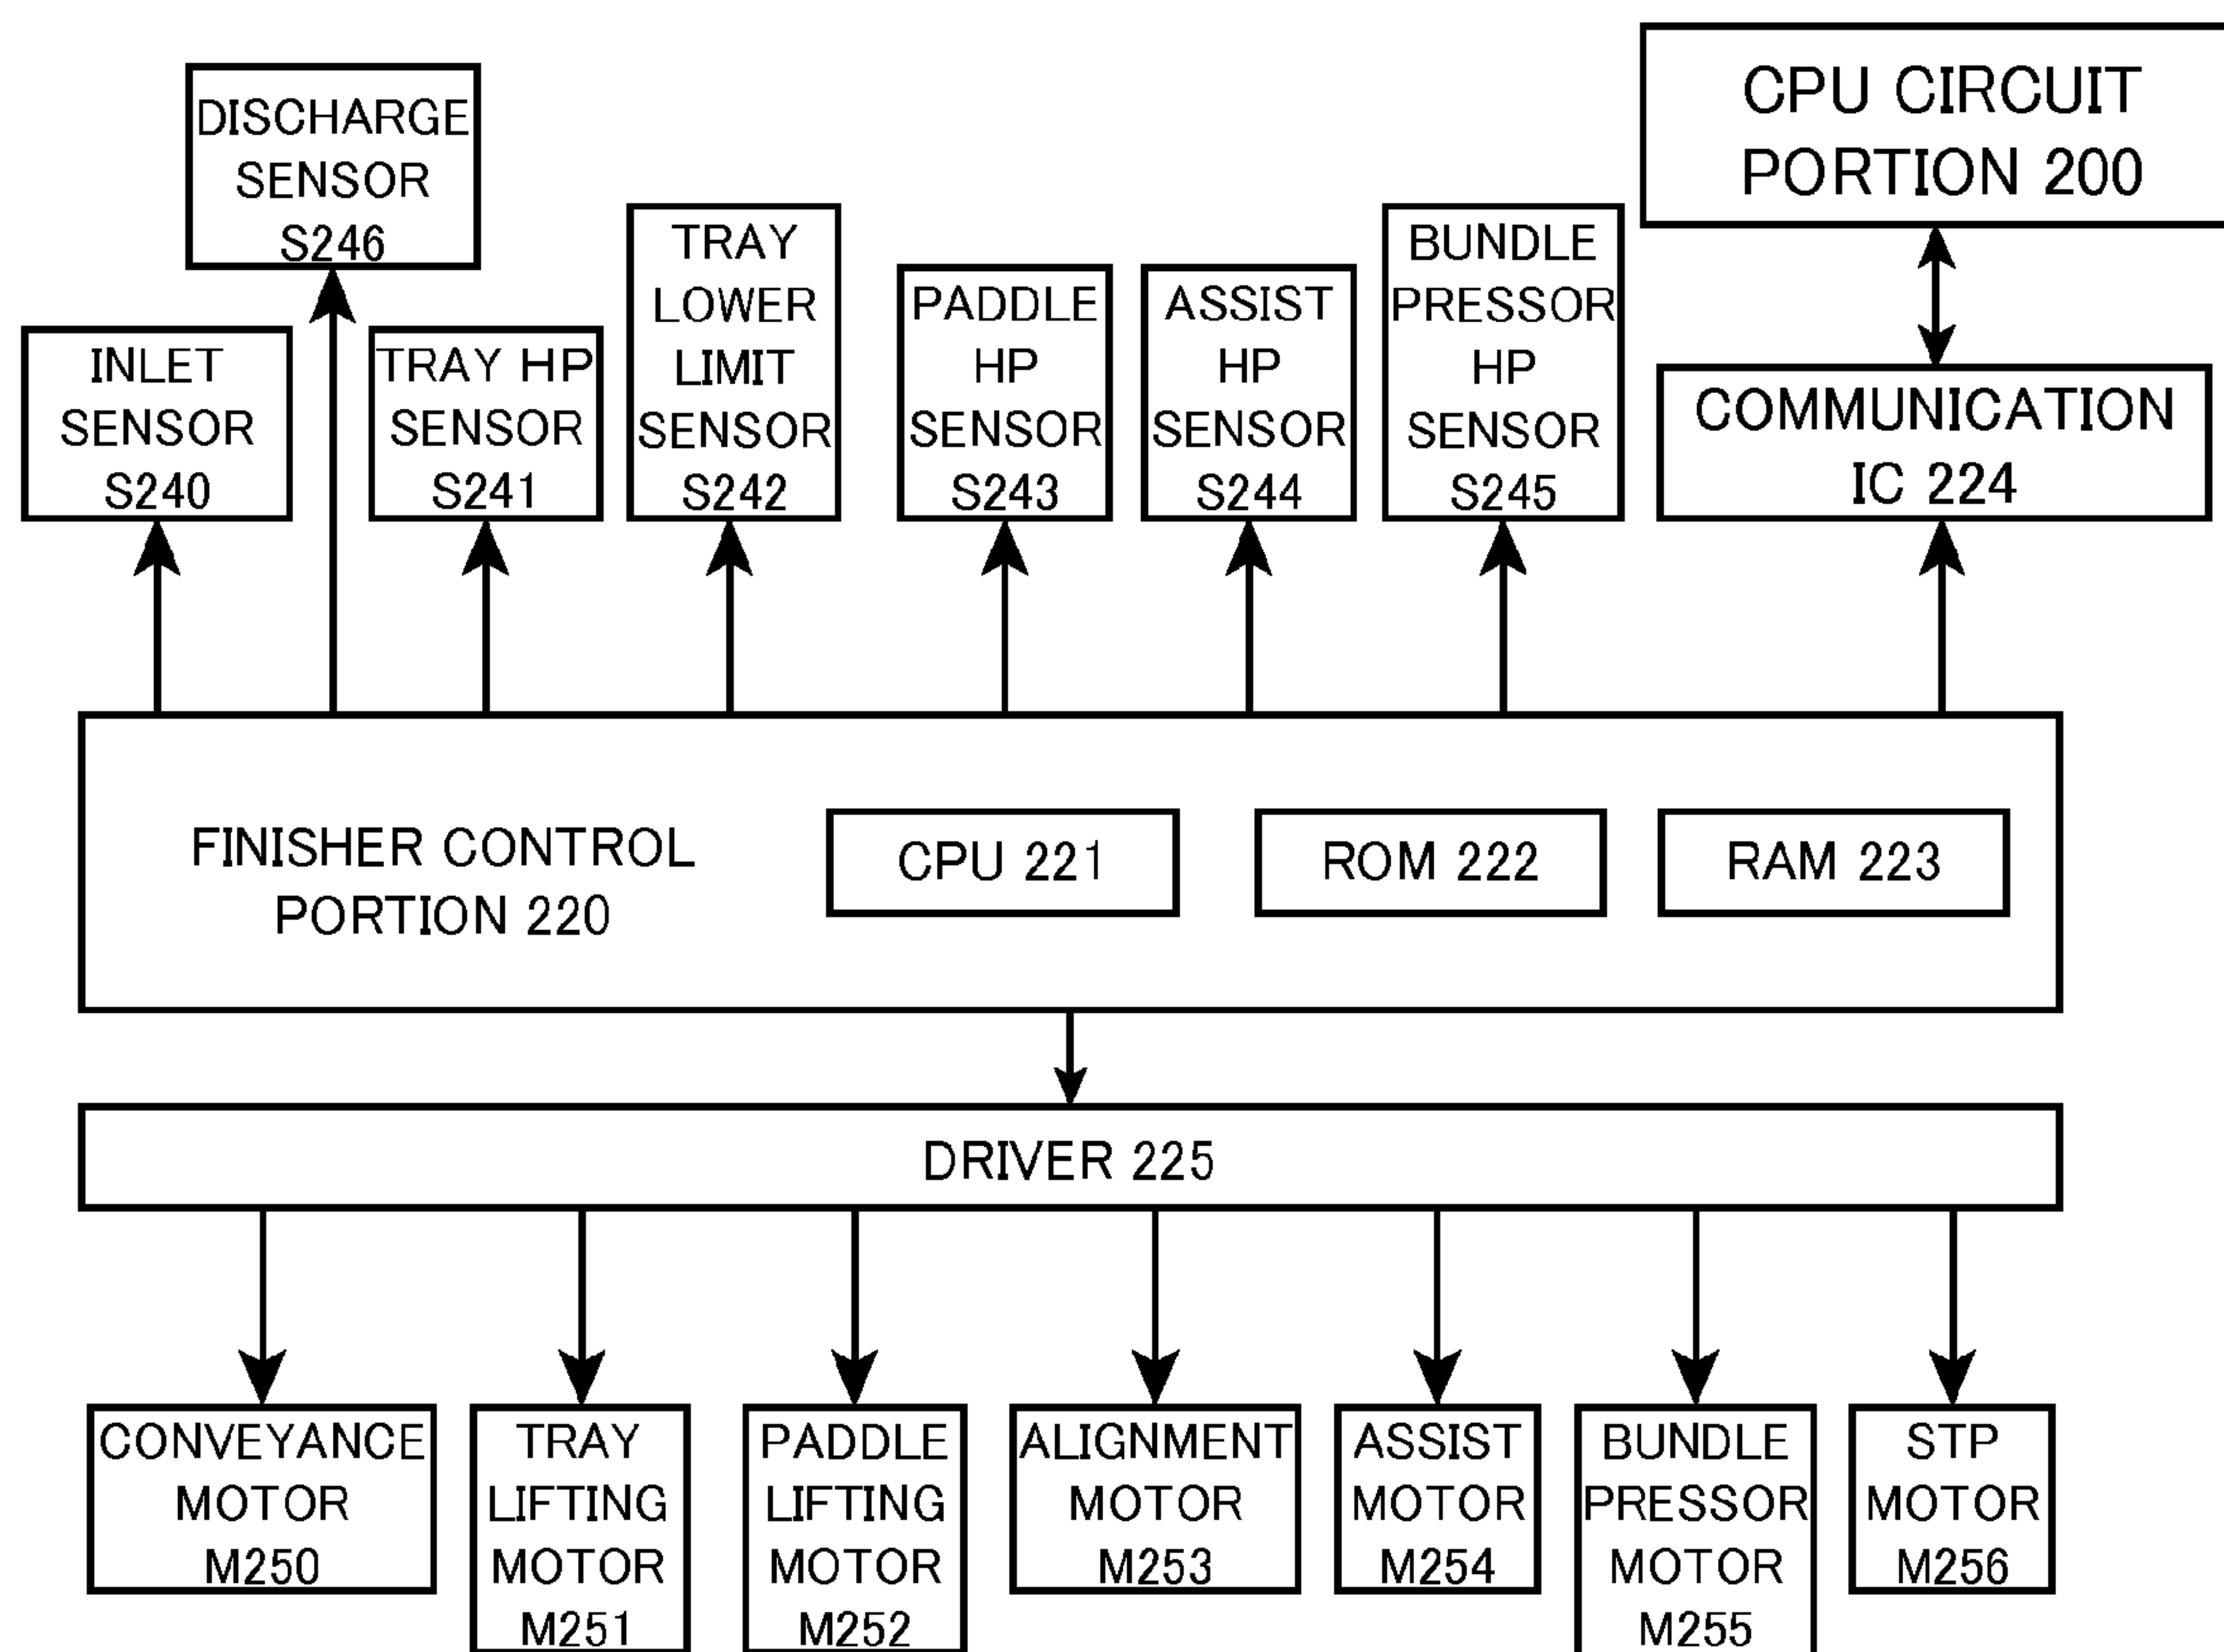 DISCHARGE
SENSOR
S246
CPU CIRCUIT
PORTION 200
INLET
SENSOR
S240
TRAY HP
SENSOR
S241
TRAY
LOWER
LIMIT
SENSOR
S242
PADDLE
HP
SENSOR
S243
ASSIST
HP
SENSOR
S244
BUNDLE
PRESSOR
HP
SENSOR
S245
COMMUNICATION
IC 224
FINISHER CONTROL
PORTION 220
CPU 221
ROM 222
RAM 223
DRIVER 225
CONVEYANCE
MOTOR
M250
TRAY
LIFTING
MOTOR
M251
PADDLE
LIFTING
MOTOR
M252
ALIGNMENT
MOTOR
M253
ASSIST
MOTOR
M254
BUNDLE
PRESSOR
MOTOR
M255
STP
MOTOR
M256